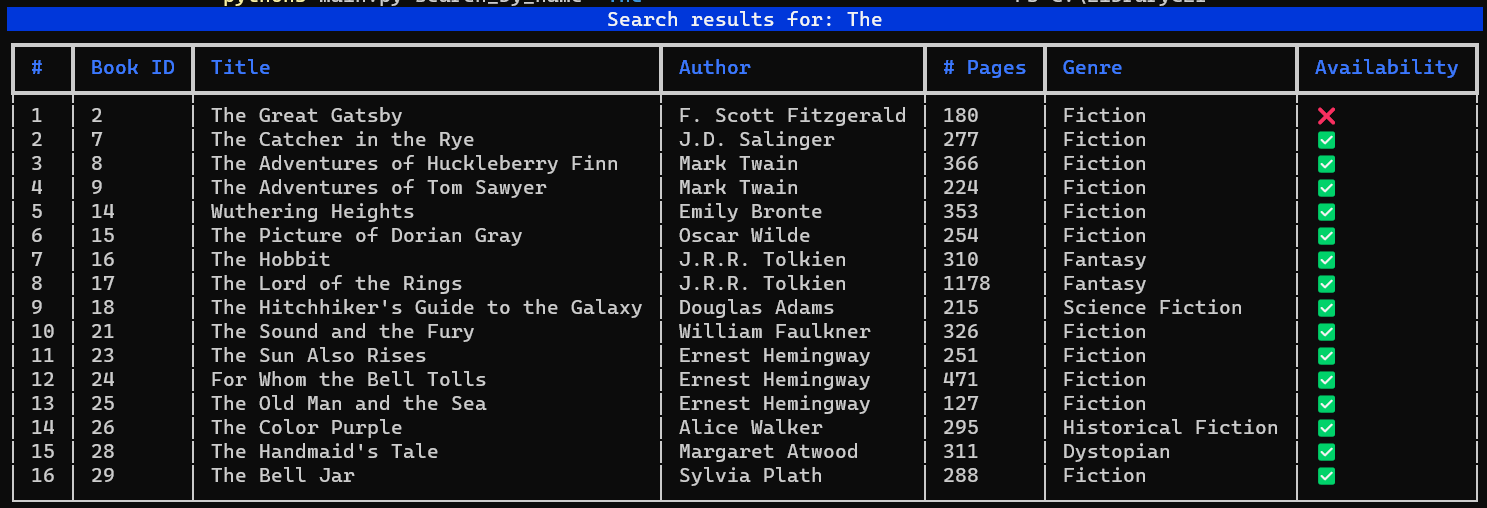 Search results for: The
# Book ID Title Author # Pages Genre Availability
1 2 The Great Gatsby F. Scott Fitzgerald 180 Fiction ❌
2 7 The Catcher in the Rye J.D. Salinger 277 Fiction ✅
3 8 The Adventures of Huckleberry Finn Mark Twain 366 Fiction ✅
4 9 The Adventures of Tom Sawyer Mark Twain 224 Fiction ✅
5 14 Wuthering Heights Emily Bronte 353 Fiction ✅
6 15 The Picture of Dorian Gray Oscar Wilde 254 Fiction ✅
7 16 The Hobbit J.R.R. Tolkien 310 Fantasy ✅
8 17 The Lord of the Rings J.R.R. Tolkien 1178 Fantasy ✅
9 18 The Hitchhiker's Guide to the Galaxy Douglas Adams 215 Science Fiction ✅
10 21 The Sound and the Fury William Faulkner 326 Fiction ✅
11 23 The Sun Also Rises Ernest Hemingway 251 Fiction ✅
12 24 For Whom the Bell Tolls Ernest Hemingway 471 Fiction ✅
13 25 The Old Man and the Sea Ernest Hemingway 127 Fiction ✅
14 26 The Color Purple Alice Walker 295 Historical Fiction ✅
15 28 The Handmaid's Tale Margaret Atwood 311 Dystopian ✅
16 29 The Bell Jar Sylvia Plath 288 Fiction ✅